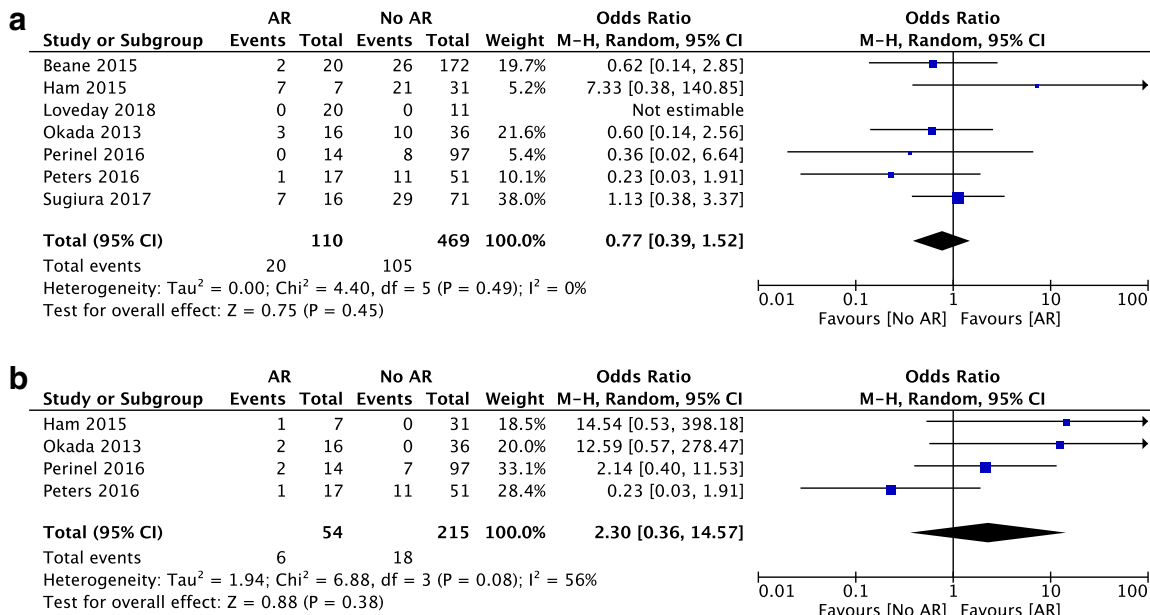 a
AR No AR Odds Ratio Odds Ratio
Study or Subgroup Events Total Events Total Weight M-H, Random, 95% CI M-H, Random, 95% CI
Beane 2015 2 20 26 172 19.7% 0.62 [0.14, 2.85]
Ham 2015 7 7 21 31 5.2% 7.33 [0.38, 140.85]
Loveday 2018 0 20 0 11 Not estimable
Okada 2013 3 16 10 36 21.6% 0.60 [0.14, 2.56]
Perinel 2016 0 14 8 97 5.4% 0.36 [0.02, 6.64]
Peters 2016 1 17 11 51 10.1% 0.23 [0.03, 1.91]
Sugiura 2017 7 16 29 71 38.0% 1.13 [0.38, 3.37]
Total (95% CI) 110 469 100.0% 0.77 [0.39, 1.52]
Total events 20 105
Heterogeneity: Tau² = 0.00; Chi² = 4.40, df = 5 (P = 0.49); I² = 0%
Test for overall effect: Z = 0.75 (P = 0.45)
0.01 0.1 1 10 100
Favours [No AR] Favours [AR]
b
AR No AR Odds Ratio Odds Ratio
Study or Subgroup Events Total Events Total Weight M-H, Random, 95% CI M-H, Random, 95% CI
Ham 2015 1 7 0 31 18.5% 14.54 [0.53, 398.18]
Okada 2013 2 16 0 36 20.0% 12.59 [0.57, 278.47]
Perinel 2016 2 14 7 97 33.1% 2.14 [0.40, 11.53]
Peters 2016 1 17 11 51 28.4% 0.23 [0.03, 1.91]
Total (95% CI) 54 215 100.0% 2.30 [0.36, 14.57]
Total events 6 18
Heterogeneity: Tau² = 1.94; Chi² = 6.88, df = 3 (P = 0.08); I² = 56%
Test for overall effect: Z = 0.88 (P = 0.38)
0.01 0.1 1 10 100
Favours [No AR] Favours [AR]